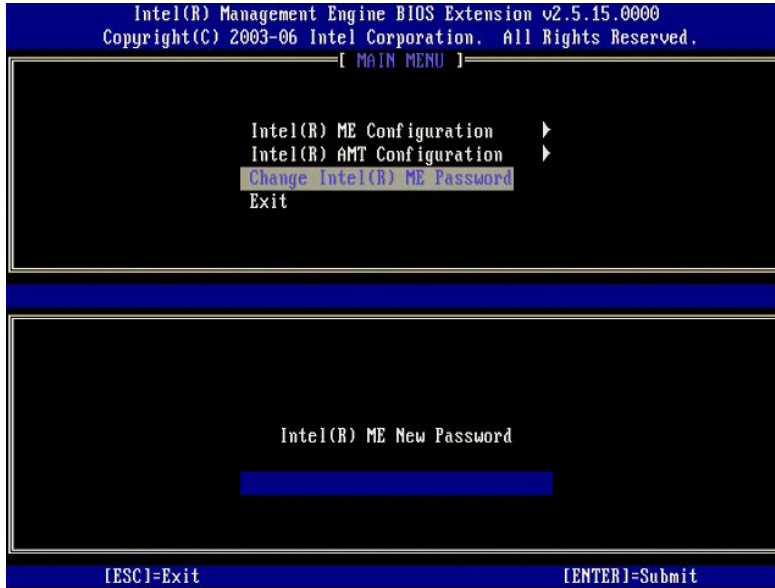 Intel(R) Management Engine BIOS Extension v2.5.15.0000
Copyright(C) 2003-06 Intel Corporation. All Rights Reserved.
[ MAIN MENU ]
Intel(R) ME Configuration
Intel(R) AMT Configuration
Change Intel(R) ME Password
Exit
Intel(R) ME New Password
[ESC]=Exit [ENTER]=Submit